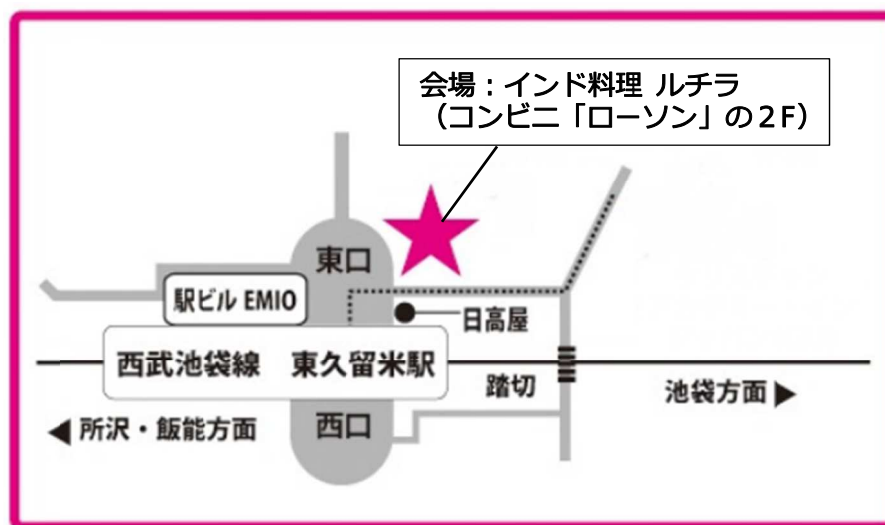 会場：インド料理 ルチラ
（コンビニ「ローソン」の２F）
東口
駅ビル EMIO
日高屋
西武池袋線　東久留米駅
踏切
池袋方面▶
◀所沢・飯能方面
西口